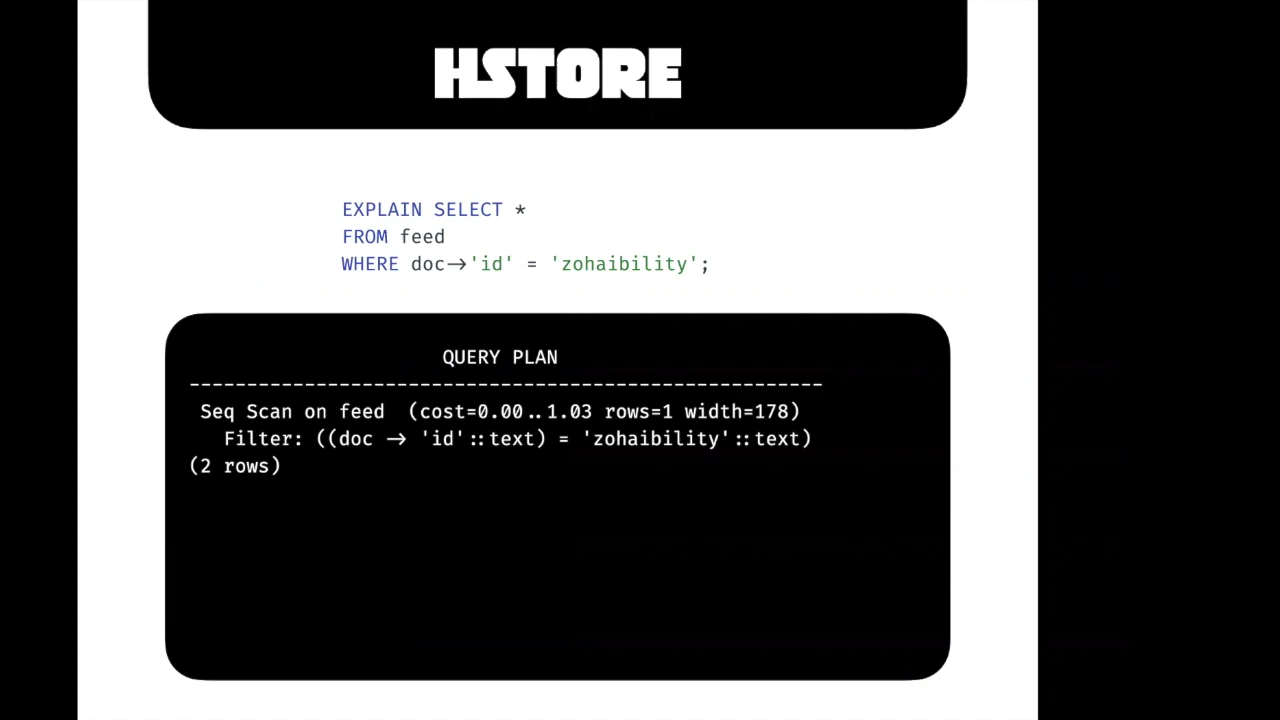 HSTORE
EXPLAIN SELECT *
FROM feed
WHERE doc->'id' = 'zohaibility';
QUERY PLAN
-------------------------------------------------------
Seq Scan on feed  (cost=0.00..1.03 rows=1 width=178)
Filter: ((doc -> 'id'::text) = 'zohaibility'::text)
(2 rows)